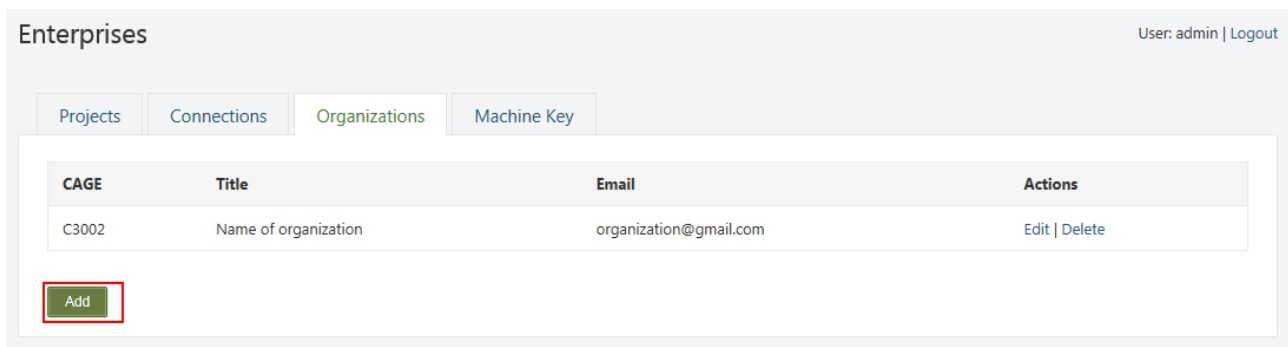 Enterprises
User: admin | Logout
Projects Connections Organizations Machine Key
CAGE Title Email Actions
C3002 Name of organization organization@gmail.com Edit | Delete
Add